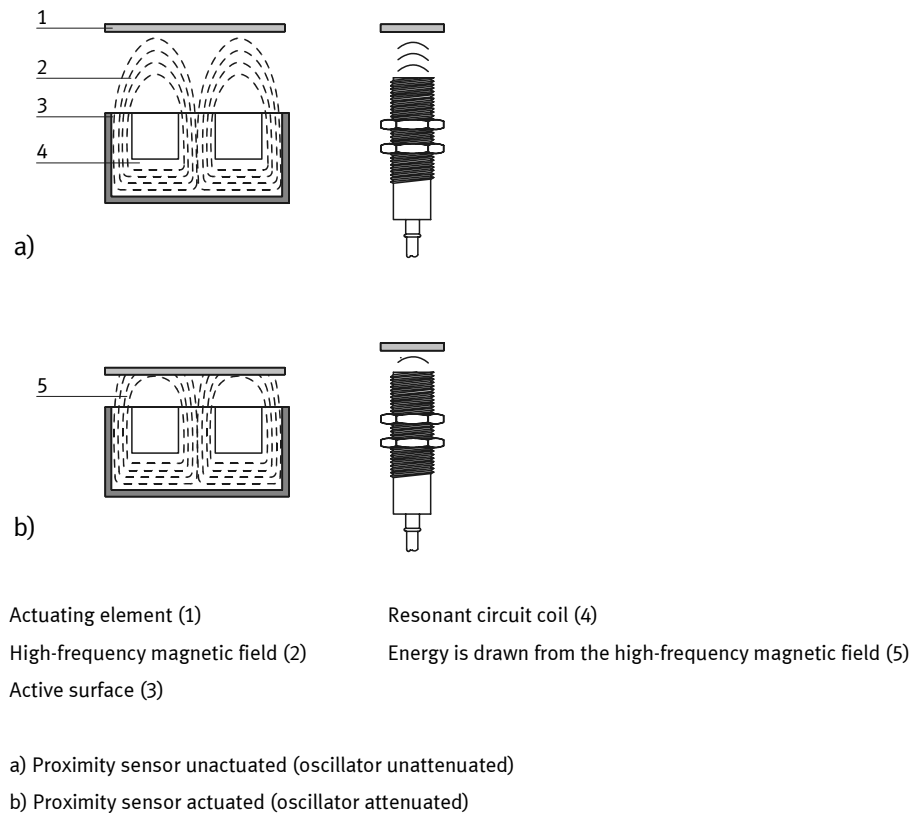 1
2
3
4
a)
5
b)
Actuating element (1)
Resonant circuit coil (4)
High-frequency magnetic field (2)
Energy is drawn from the high-frequency magnetic field (5)
Active surface (3)
a) Proximity sensor unactuated (oscillator unattenuated)
b) Proximity sensor actuated (oscillator attenuated)